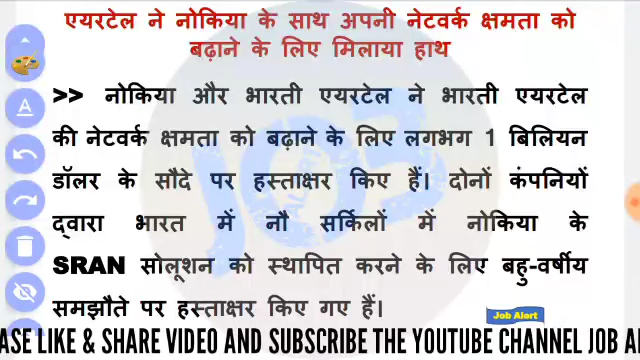 एयरटेल ने नोकिया के साथ अपनी नेटवर्क क्षमता को
बढ़ाने के लिए मिलाया हाथ
>> नोकिया और भारती एयरटेल ने भारती एयरटेल
की नेटवर्क क्षमता को बढ़ाने के लिए लगभग 1 बिलियन
डॉलर के सौदे पर हस्ताक्षर किए हैं। दोनों कंपनियों
द्वारा भारत में नौ सर्किलों में नोकिया के
SRAN सोलूशन को स्थापित करने के लिए बहु-वर्षीय
समझौते पर हस्ताक्षर किए गए हैं।
Job Alert
ASE LIKE & SHARE VIDEO AND SUBSCRIBE THE YOUTUBE CHANNEL JOB A
JOB
A